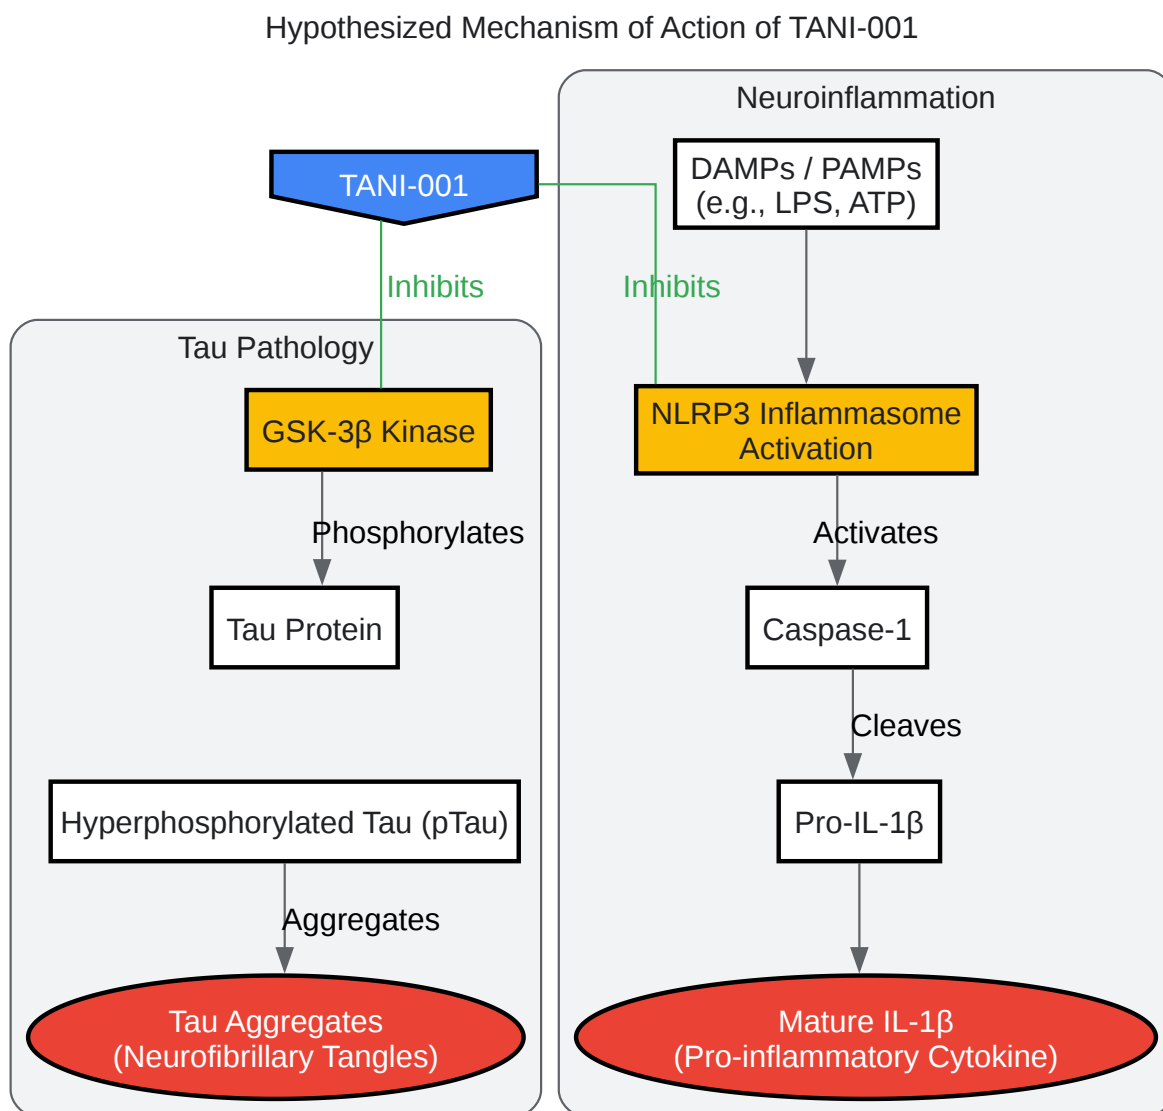 Hypothesized Mechanism of Action of TANI-001
Neuroinflammation
TANI-001
DAMPs / PAMPs
(e.g., LPS, ATP)
Inhibits
Inhibits
Tau Pathology
GSK-3β Kinase
NLRP3 Inflammasome
Activation
Phosphorylates
Activates
Tau Protein
Caspase-1
Cleaves
Hyperphosphorylated Tau (pTau)
Pro-IL-1β
Aggregates
Tau Aggregates
(Neurofibrillary Tangles)
Mature IL-1β
(Pro-inflammatory Cytokine)